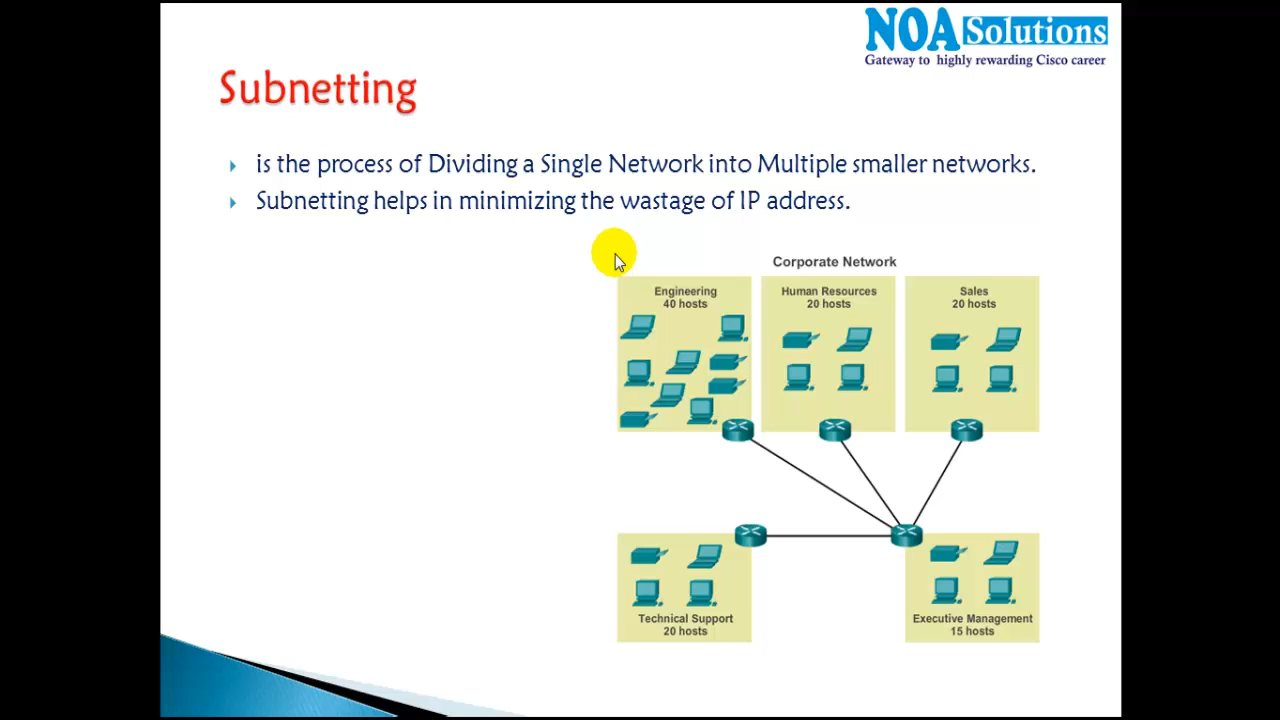 NOA Solutions
Gateway to highly rewarding Cisco career
Subnetting
is the process of Dividing a Single Network into Multiple smaller networks.
Subnetting helps in minimizing the wastage of IP address.
Corporate Network
Engineering
40 hosts
Human Resources
20 hosts
Sales
20 hosts
Technical Support
20 hosts
Executive Management
15 hosts